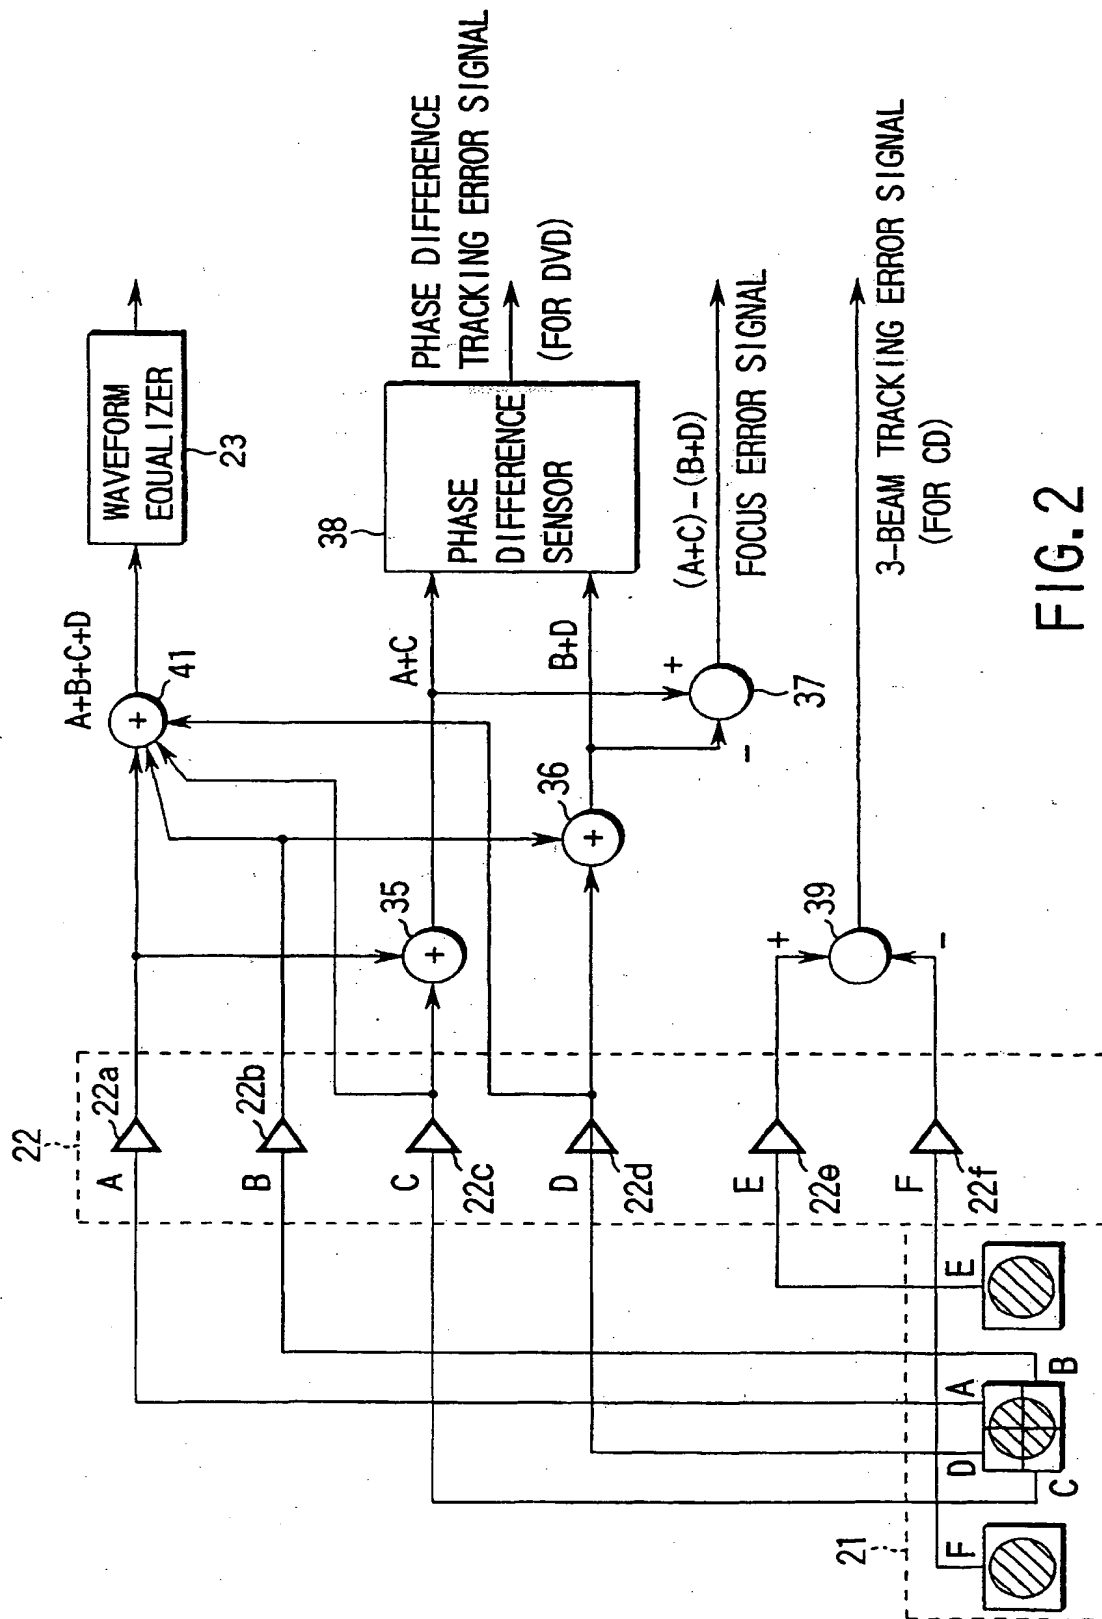 22
A
22a
B
22b
C
22c
D
22d
E
22e
F
22f
A+B+C+D
41
WAVEFORM
EQUALIZER
23
35
A+C
36
B+D
38
PHASE
DIFFERENCE
SENSOR
PHASE DIFFERENCE
TRACKING ERROR SIGNAL
(FOR DVD)
+
-
37
(A+C)-(B+D)
FOCUS ERROR SIGNAL
+
39
-
3-BEAM TRACKING ERROR SIGNAL
(FOR CD)
+
+
+
21
F
D
A
C
B
E
FIG.2